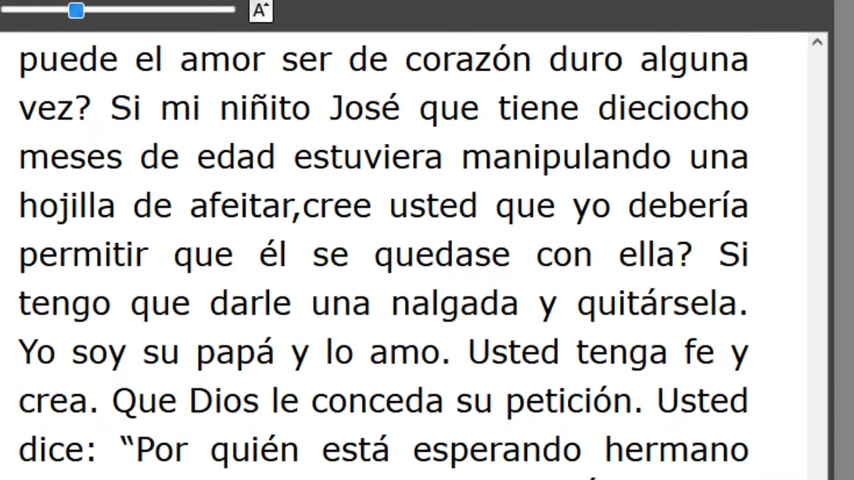 A
puede el amor ser de corazón duro alguna
vez? Si mi niñito José que tiene dieciocho
meses de edad estuviera manipulando una
hojilla de afeitar,cree usted que yo debería
permitir que él se quedase con ella? Si
tengo que darle una nalgada y quitársela.
Yo soy su papá y lo amo. Usted tenga fe y
crea. Que Dios le conceda su petición. Usted
dice: “Por quién está esperando hermano